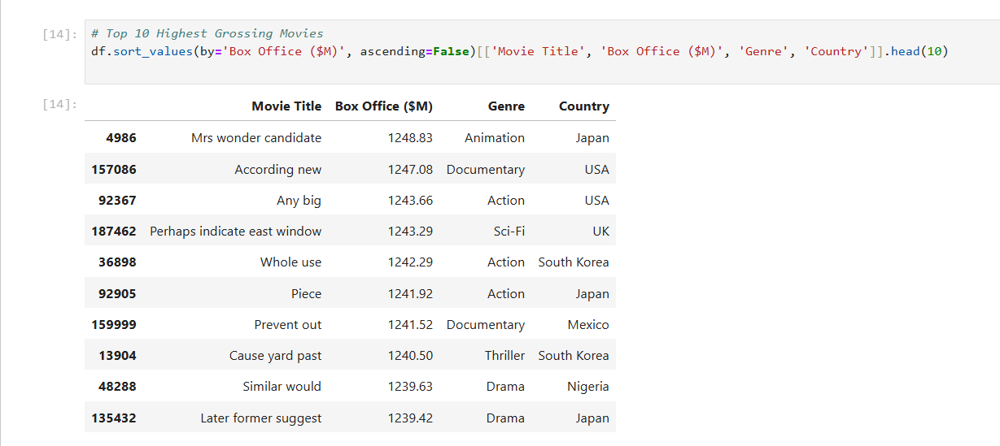 [14]: # Top 10 Highest Grossing Movies
df.sort_values(by='Box Office ($M)', ascending=False)[['Movie Title', 'Box Office ($M)', 'Genre', 'Country']].head(10)
[14]: Movie Title Box Office ($M) Genre Country
4986 Mrs wonder candidate 1248.83 Animation Japan
157086 According new 1247.08 Documentary USA
92367 Any big 1243.66 Action USA
187462 Perhaps indicate east window 1243.29 Sci-Fi UK
36898 Whole use 1242.29 Action South Korea
92905 Piece 1241.92 Action Japan
159999 Prevent out 1241.52 Documentary Mexico
13904 Cause yard past 1240.50 Thriller South Korea
48288 Similar would 1239.63 Drama Nigeria
135432 Later former suggest 1239.42 Drama Japan